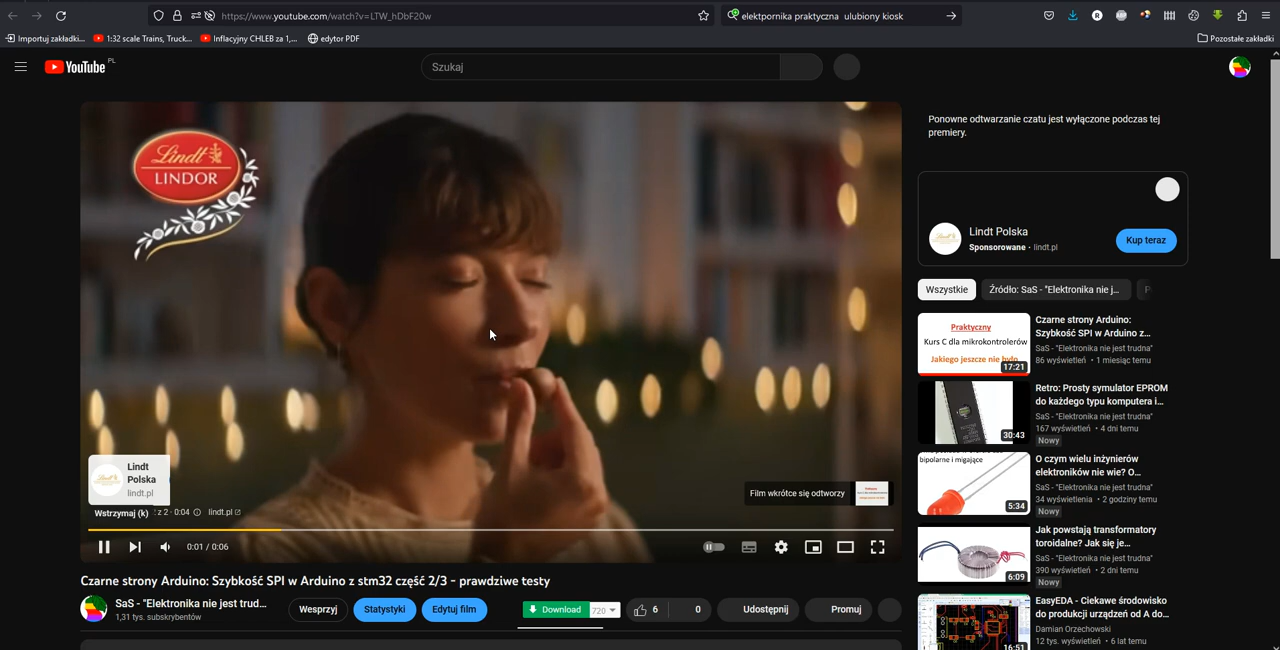 https://www.youtube.com/watch?v=LTW_hDbF20w
elektpornika praktyczna ulubiony kiosk
Importuj zakładki...
1:32 scale Trains, Truck...
Inflacyjny CHLEB za 1,...
edytor PDF
Pozostałe zakładki
YouTube PL
Szukaj
Lindt
LINDOR
Lindt
Polska
lindt.pl
Wstrzymaj (k) : z 2 · 0:04 lindt.pl
Film wkrótce się odtworzy
0:01 / 0:06
Czarne strony Arduino: Szybkość SPI w Arduino z stm32 część 2/3 - prawdziwe testy
SaS - "Elektronika nie jest trud...
1,31 tys. subskrybentów
Wesprzyj
Statystyki
Edytuj film
Download
720
6
0
Udostępnij
Promuj
Ponowne odtwarzanie czatu jest wyłączone podczas tej
premiery.
Lindt Polska
Sponsorowane · lindt.pl
Kup teraz
Wszystkie
Źródło: SaS - "Elektronika nie j...
P
Praktyczny
Kurs C dla mikrokontrolerów
Jakiego jeszcze nie było
17:21
Czarne strony Arduino:
Szybkość SPI w Arduino z...
SaS - "Elektronika nie jest trudna"
86 wyświetleń • 1 miesiąc temu
30:43
Retro: Prosty symulator EPROM
do każdego typu komputera i...
SaS - "Elektronika nie jest trudna"
167 wyświetleń • 4 dni temu
Nowy
bipolarne i migające
5:34
O czym wielu inżynierów
elektroników nie wie? O...
SaS - "Elektronika nie jest trudna"
34 wyświetlenia • 2 godziny temu
Nowy
6:09
Jak powstają transformatory
toroidalne? Jak się je...
SaS - "Elektronika nie jest trudna"
390 wyświetleń • 2 dni temu
Nowy
16:51
EasyEDA - Ciekawe środowisko
do produkcji urządzeń od A do...
Damian Orzechowski
12 tys. wyświetleń • 6 lat temu